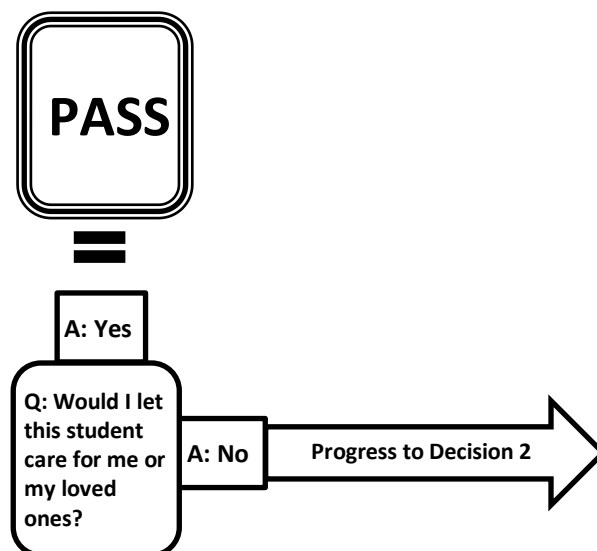 PASS
A: Yes
Q: Would I let
this student
care for me or
my loved
ones?
A: No
Progress to Decision 2